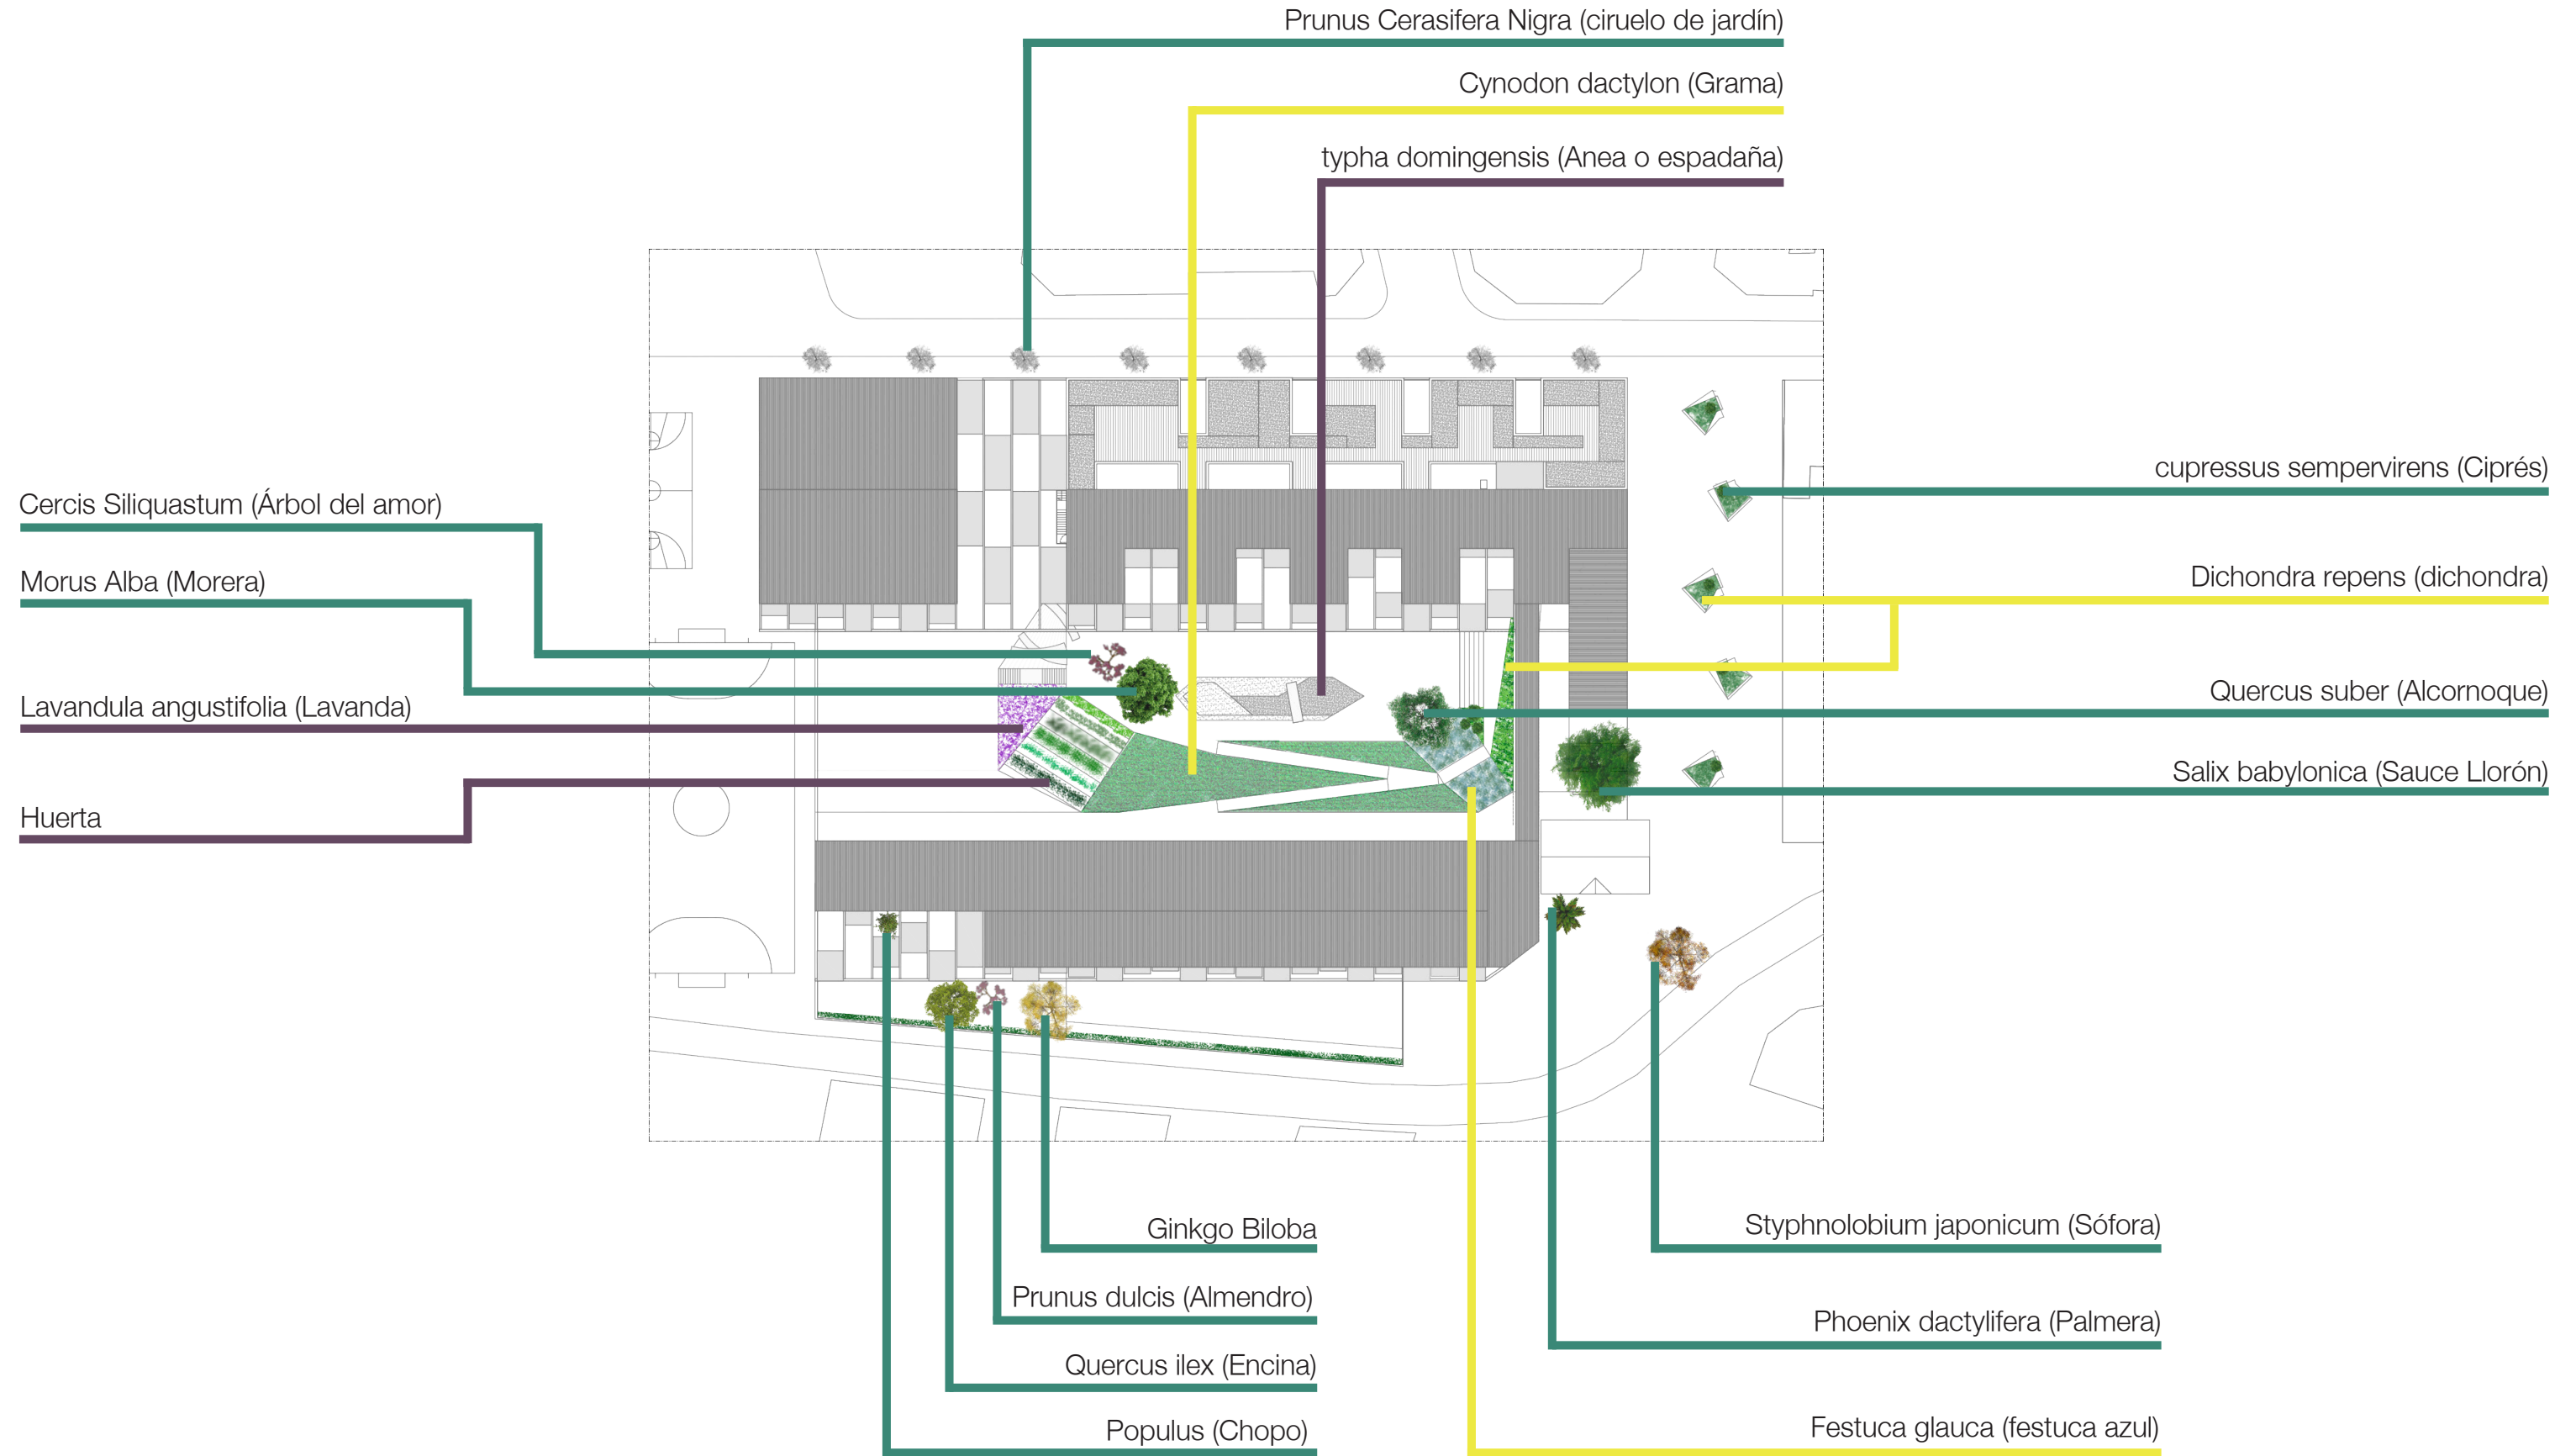 Prunus Cerasifera Nigra (ciruelo de jardín)
Cynodon dactylon (Grama)
typha domingensis (Anea o espadaña)
Cercis Siliquastum (Árbol del amor)
Morus Alba (Morera)
Lavandula angustifolia (Lavanda)
Huerta
cupressus sempervirens (Ciprés)
Dichondra repens (dichondra)
Quercus suber (Alcornoque)
Salix babylonica (Sauce Llorón)
Ginkgo Biloba
Prunus dulcis (Almendro)
Quercus ilex (Encina)
Populus (Chopo)
Styphnolobium japonicum (Sófora)
Phoenix dactylifera (Palmera)
Festuca glauca (festuca azul)